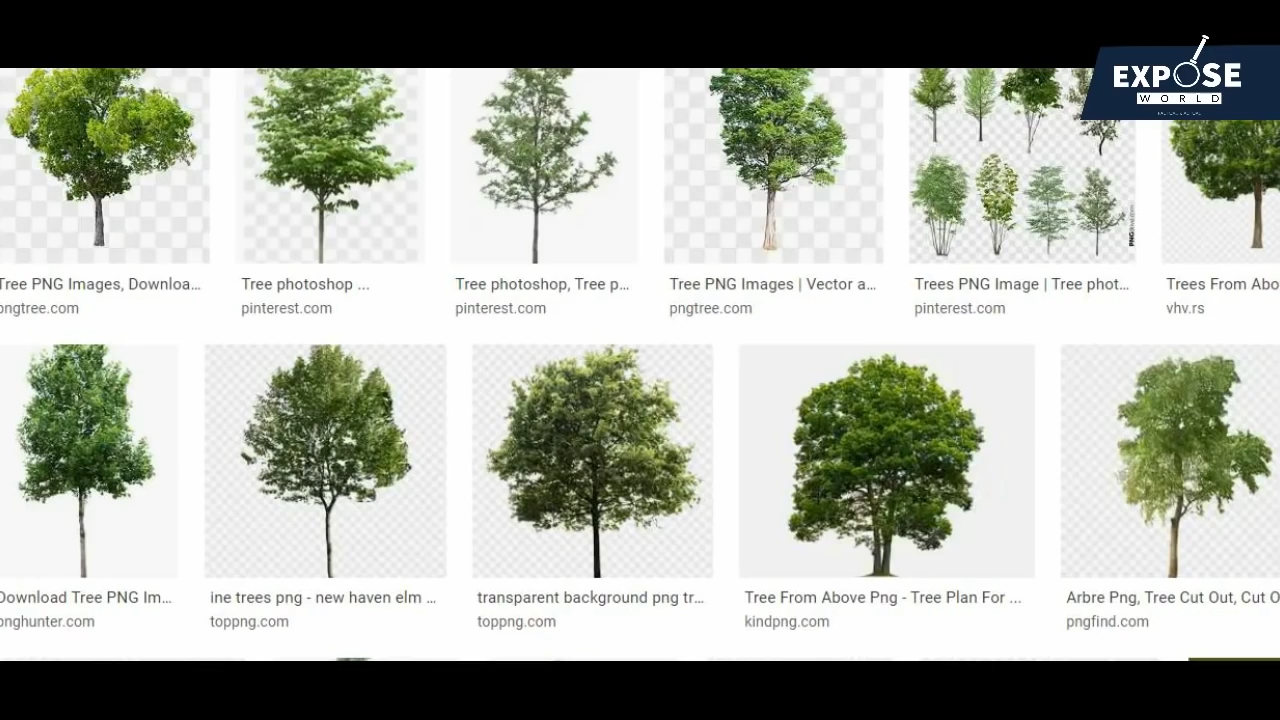 EXPOSE
WORLD
Tree PNG Images, Downloa...
pngtree.com
Tree photoshop ...
pinterest.com
Tree photoshop, Tree p...
pinterest.com
Tree PNG Images | Vector a...
pngtree.com
Trees PNG Image | Tree phot...
pinterest.com
Trees From Abo
vhv.rs
Download Tree PNG Im...
pnghunter.com
ine trees png - new haven elm ...
toppng.com
transparent background png tr...
toppng.com
Tree From Above Png - Tree Plan For ...
kindpng.com
Arbre Png, Tree Cut Out, Cut O
pngfind.com